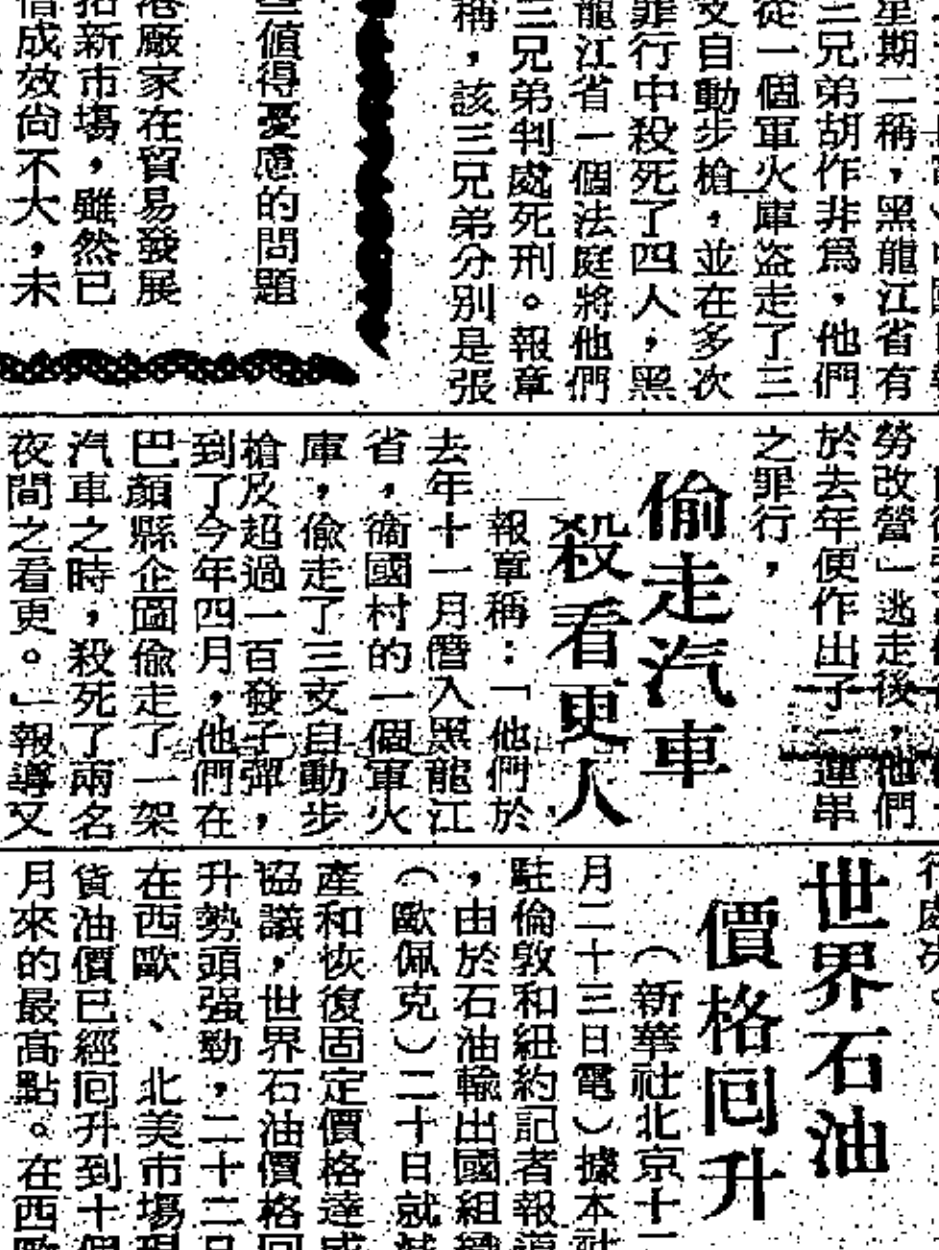 星期二稱，黑龍江省有
三兄弟胡作非爲，他們
從一個軍火庫盜走了三
支自動步槍，並在多次
罪行中殺死了四人，黑
龍江省一個法庭將他們
三兄弟判處死刑。報章
稱，該三兄弟分別是張
些值得憂慮的問題
港廠家在貿易發展
拓新市場，雖然已
借成效尚不大，未
勞改營」逃走後，他們
於去年便作出了一連串
之罪行，
偷走汽車
殺看更人
報章稱：「他們於
去年十一月僭入黑龍江
省，衞國村的一個軍火
庫，偷走了三支自動步
槍及超過一百發子彈，
到了今年四月，他們在
巴顏縣企圖偷走了一架
汽車之時，殺死了兩名
夜間之看更。」報導又
行處決。
世界石油
價格回升
（新華社北京十二
月二十三日電）據本社
駐倫敦和紐約記者報道
，由於石油輸出國組織
（歐佩克）二十日就減
產和恢復固定價格達成
協議，世界石油價格回
升勢頭强勁，二十二日
在西歐、北美市場現
貨油價已經回升到十個
月來的最高點。在西歐